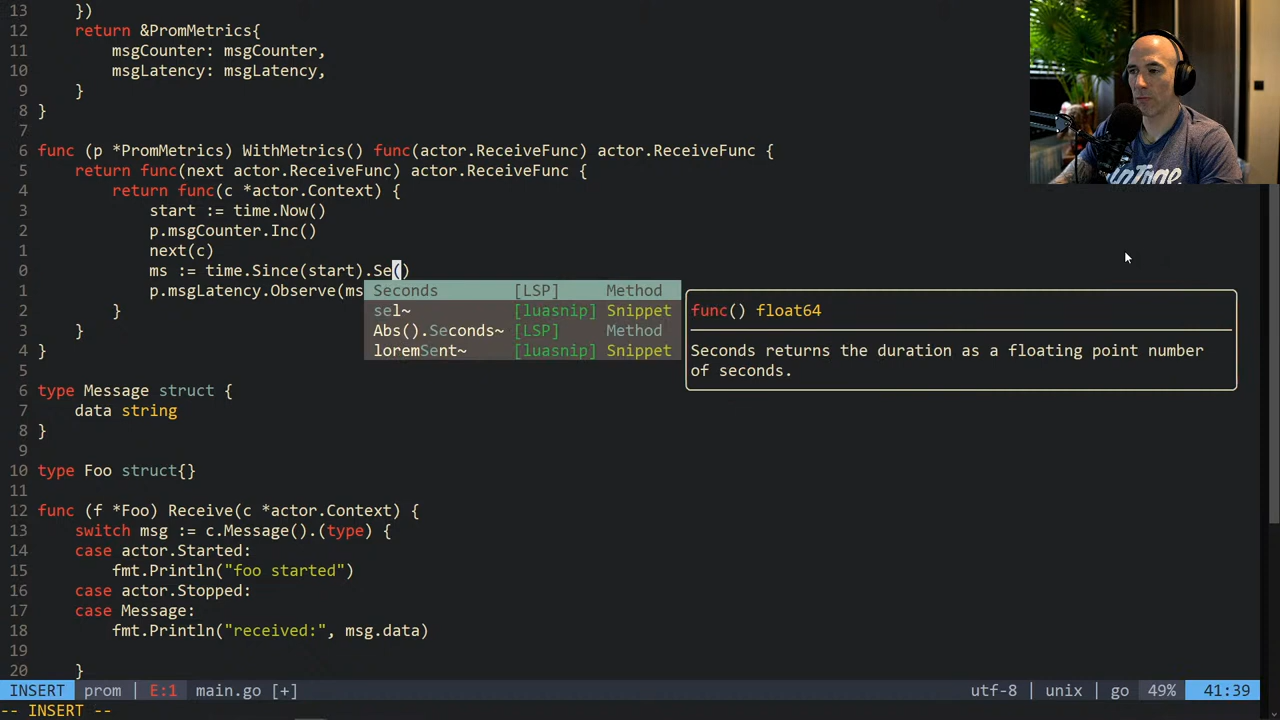 13 })
12 return &PromMetrics{
11 msgCounter: msgCounter,
10 msgLatency: msgLatency,
9 }
8 }
7
6 func (p *PromMetrics) WithMetrics() func(actor.ReceiveFunc) actor.ReceiveFunc {
5 return func(next actor.ReceiveFunc) actor.ReceiveFunc {
4 return func(c *actor.Context) {
3 start := time.Now()
2 p.msgCounter.Inc()
1 next(c)
0 ms := time.Since(start).Se()
1 p.msgLatency.Observe(ms
Seconds [LSP] Method
2 }
sel~ [luasnip] Snippet
func() float64
3 }
Abs().Seconds~ [LSP] Method
4 }
loremSent~ [luasnip] Snippet
Seconds returns the duration as a floating point number
of seconds.
5
6 type Message struct {
7 data string
8 }
9
10 type Foo struct{}
11
12 func (f *Foo) Receive(c *actor.Context) {
13 switch msg := c.Message().(type) {
14 case actor.Started:
15 fmt.Println("foo started")
16 case actor.Stopped:
17 case Message:
18 fmt.Println("received:", msg.data)
19
20 }
INSERT prom | E:1 main.go [+] utf-8 | unix | go 49% 41:39
-- INSERT --